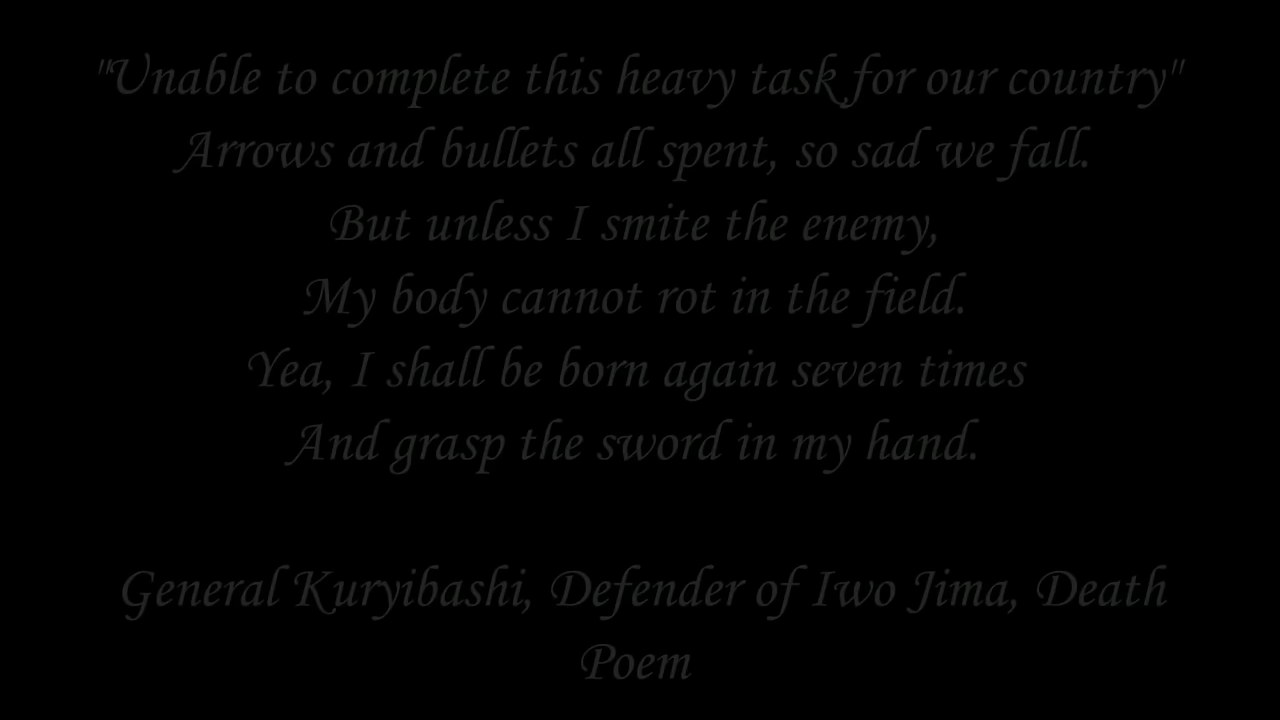 "Unable to complete this heavy task for our country"
Arrows and bullets all spent, so sad we fall.
But unless I smite the enemy,
My body cannot rot in the field.
Yea, I shall be born again seven times
And grasp the sword in my hand.
General Kuryibashi, Defender of Iwo Jima, Death
Poem